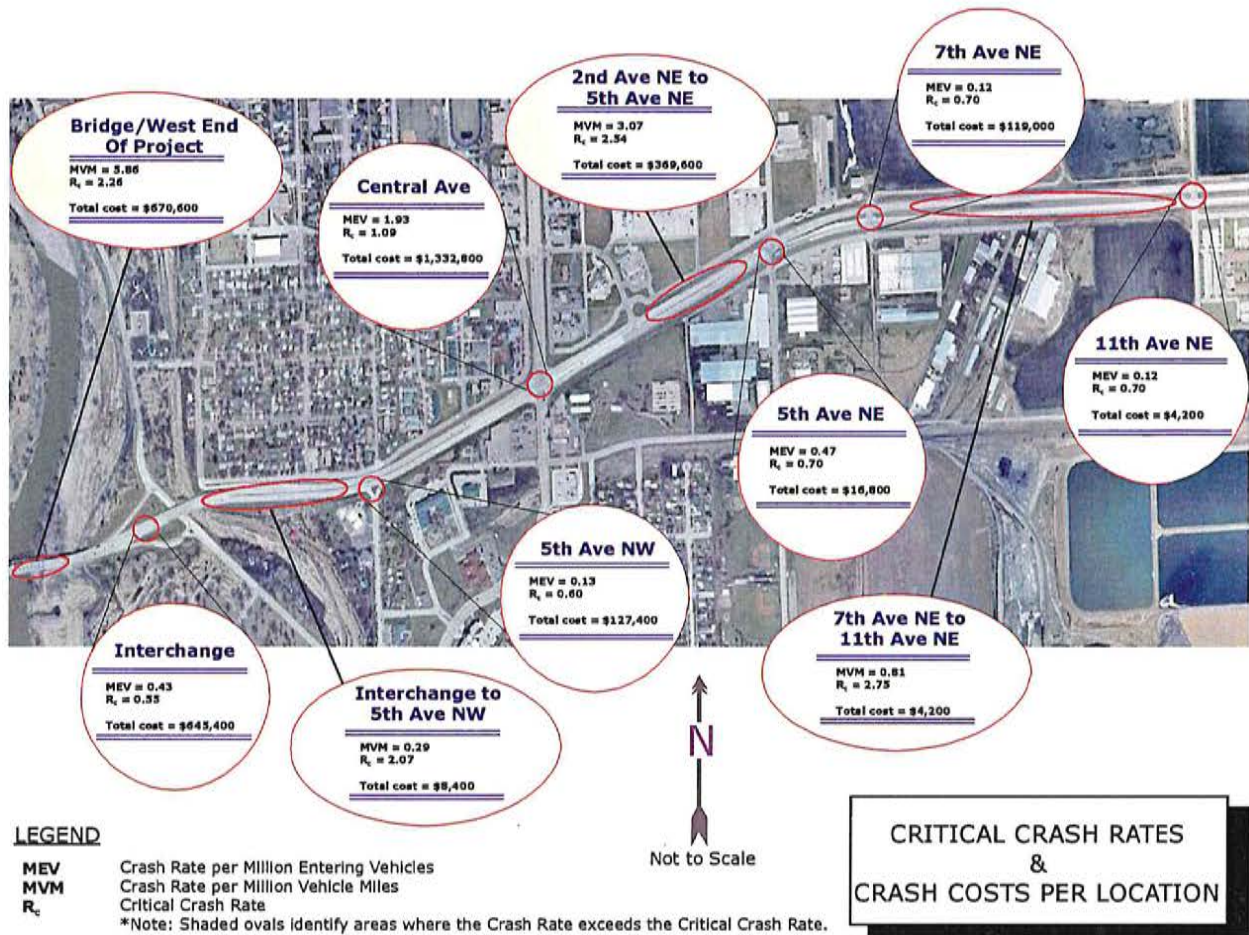 7th Ave NE
MEV = 0.12
Rc = 0.70
Total cost = $119,000
2nd Ave NE to
5th Ave NE
MVM = 3.07
Rc = 2.54
Total cost = $369,600
Bridge/West End
Of Project
MVM = 5.86
Rc = 2.26
Total cost = $670,600
Central Ave
MEV = 1.93
Rc = 1.09
Total cost = $1,332,800
11th Ave NE
MEV = 0.12
Rc = 0.70
Total cost = $4,200
5th Ave NE
MEV = 0.47
Rc = 0.70
Total cost = $16,800
5th Ave NW
MEV = 0.13
Rc = 0.60
Total cost = $127,400
7th Ave NE to
11th Ave NE
MVM = 0.81
Rc = 2.75
Total cost = $4,200
Interchange
MEV = 0.43
Rc = 0.55
Total cost = $645,400
Interchange to
5th Ave NW
MVM = 0.29
Rc = 2.07
Total cost =
N
Not to Scale
LEGEND
MEV Crash Rate per Million Entering Vehicles
MVM Crash Rate per Million Vehicle Miles
Rc Critical Crash Rate
*Note: Shaded ovals identify areas where the Crash Rate exceeds the Critical Crash Rate.
CRITICAL CRASH RATES
&
CRASH COSTS PER LOCATION